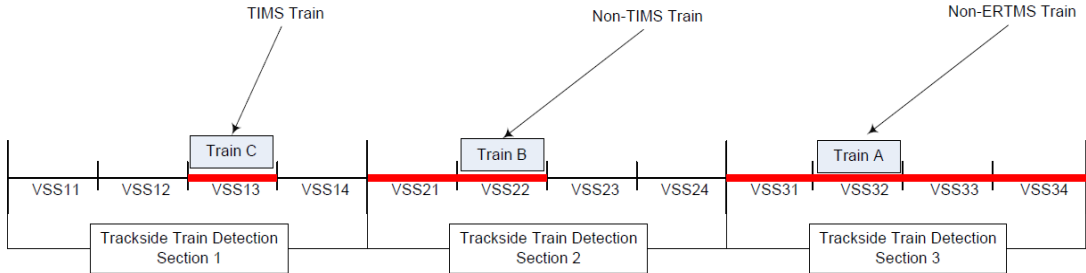 TIMS Train
Non-TIMS Train
Non-ERTMS Train
Train C
Train B
Train A
VSS11 VSS12 VSS13 VSS14 VSS21 VSS22 VSS23 VSS24 VSS31 VSS32 VSS33 VSS34
Trackside Train Detection
Section 1
Trackside Train Detection
Section 2
Trackside Train Detection
Section 3